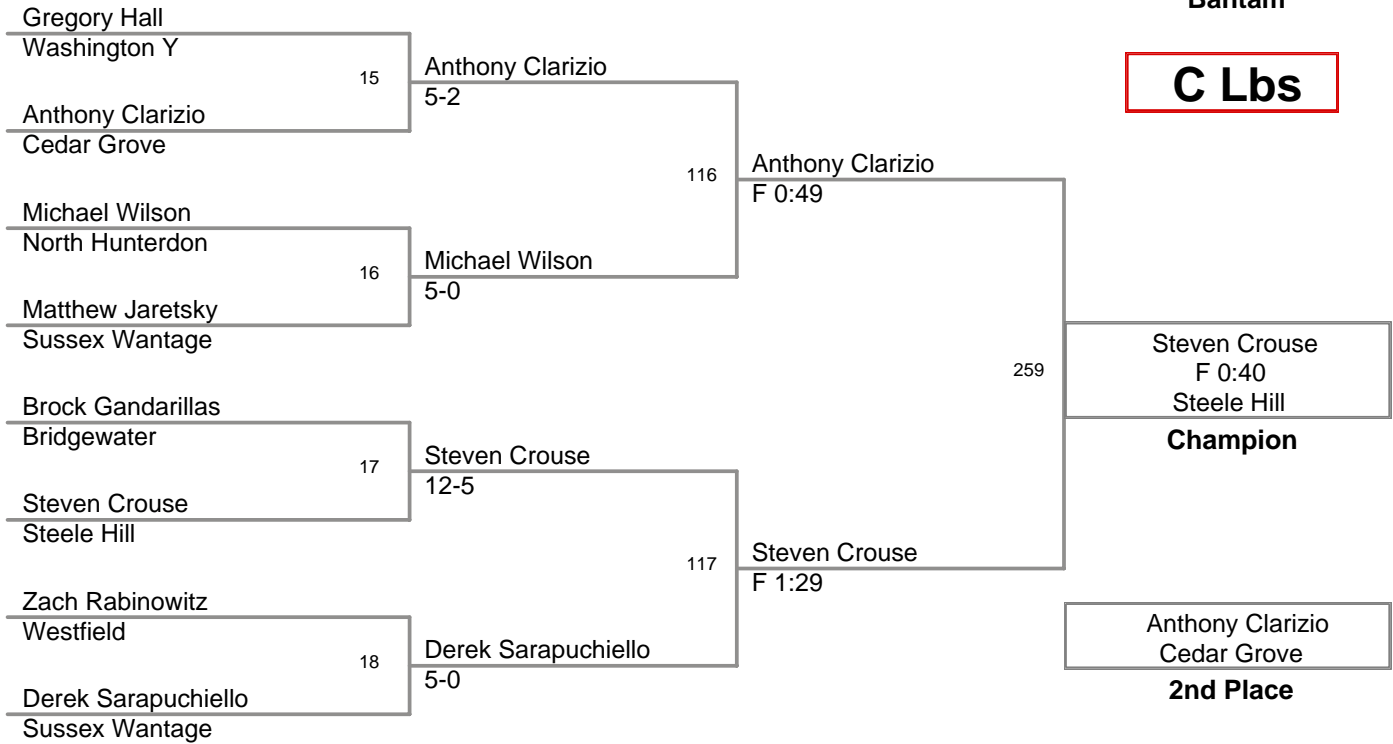 Bantam
C Lbs
Gregory Hall
Washington Y
15
Anthony Clarizio
Cedar Grove
Anthony Clarizio
5-2
Michael Wilson
North Hunterdon
16
Matthew Jaretsky
Sussex Wantage
Michael Wilson
5-0
116
Anthony Clarizio
F 0:49
Brock Gandarillas
Bridgewater
17
Steven Crouse
Steele Hill
Steven Crouse
12-5
Zach Rabinowitz
Westfield
18
Derek Sarapuchiello
Sussex Wantage
Derek Sarapuchiello
5-0
117
Steven Crouse
F 1:29
259
Steven Crouse
F 0:40
Steele Hill
Champion
Anthony Clarizio
Cedar Grove
2nd Place